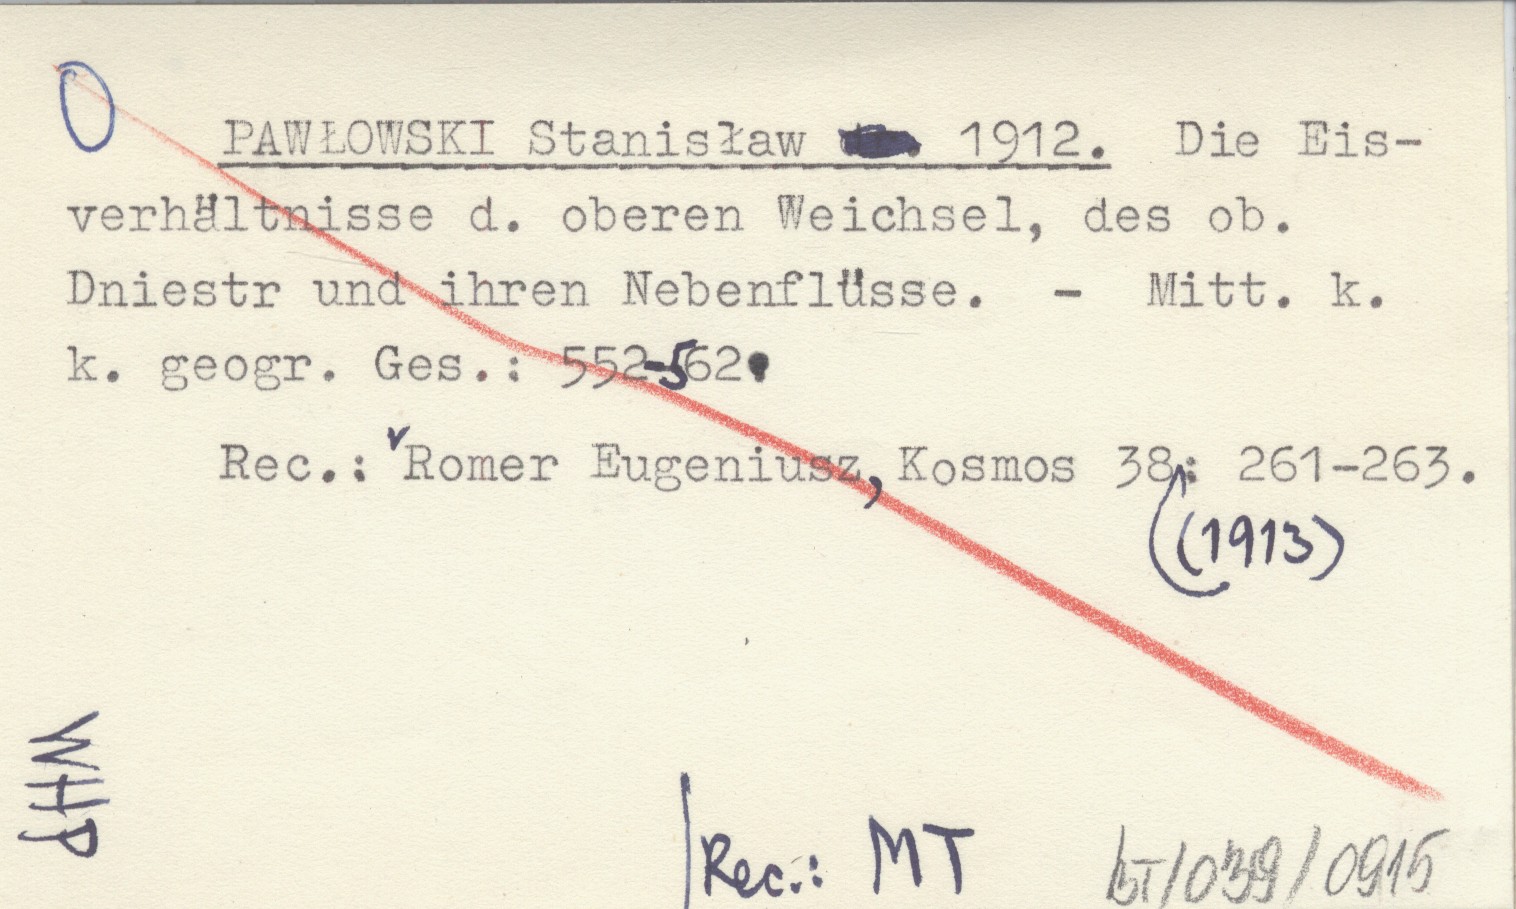 PAWŁOWSKI Stanisław 1912. Die Eis-
verhältnisse d. oberen Weichsel, des ob.
Dniestr und ihren Nebenflüsse. - Mitt. k.
k. geogr. Ges.: 552-562.
Rec.: Romer Eugeniusz, Kosmos 38: 261-263.
(1913)
WHP
Rec.: MT
BT/039/0915